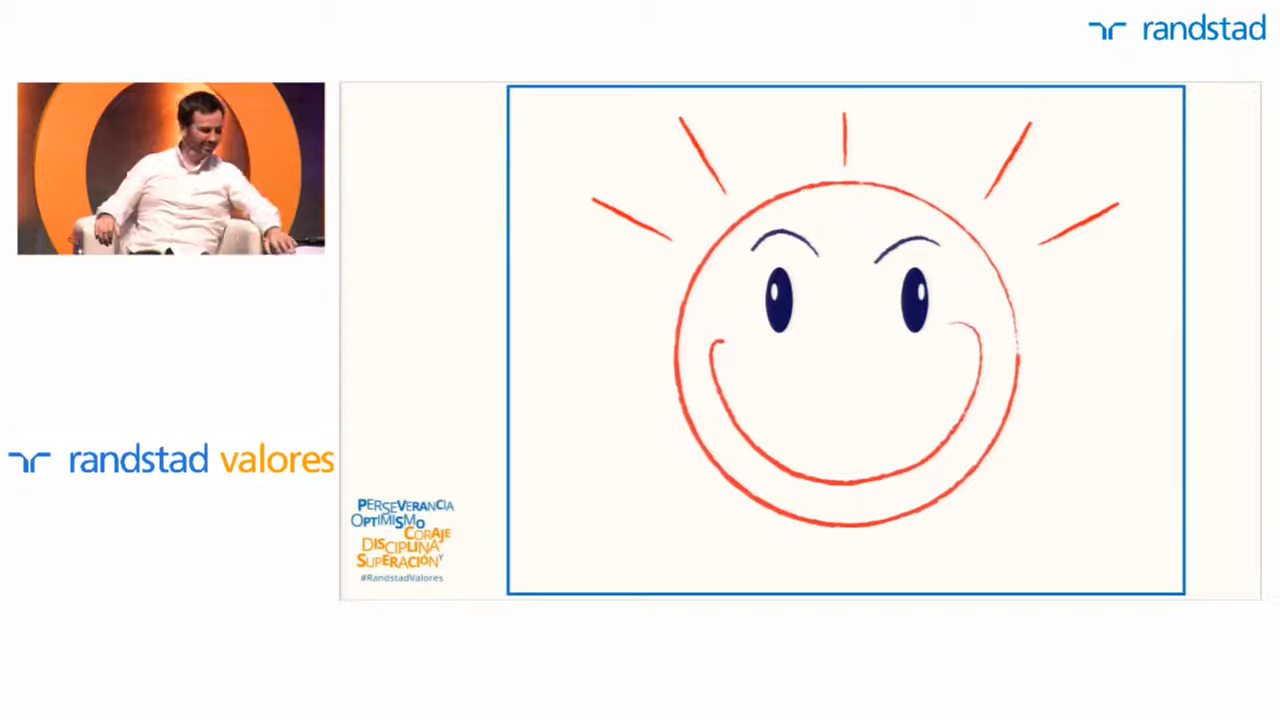 randstad
randstad valores
PERSEVERANCIA
OPTIMISMO
CORAJE
DISCIPLINA
SUPERACIÓN Y
#RandstadValores